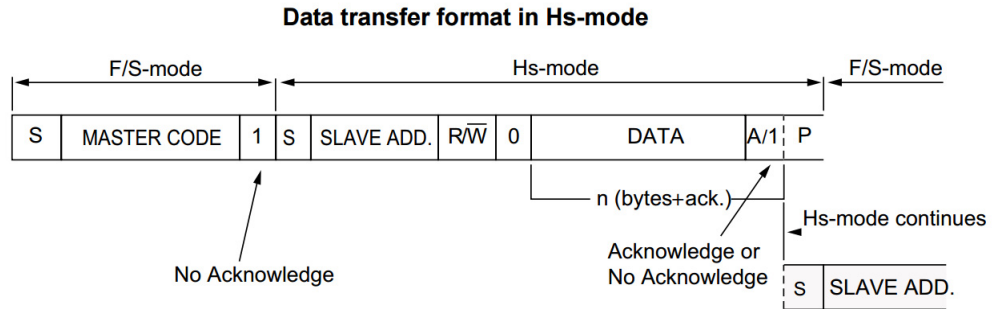 Data transfer format in Hs-mode
F/S-mode Hs-mode F/S-mode
S MASTER CODE 1 S SLAVE ADD. R/W̅ 0 DATA A/1 P
n (bytes+ack.)
Hs-mode continues
No Acknowledge
Acknowledge or
No Acknowledge
S SLAVE ADD.